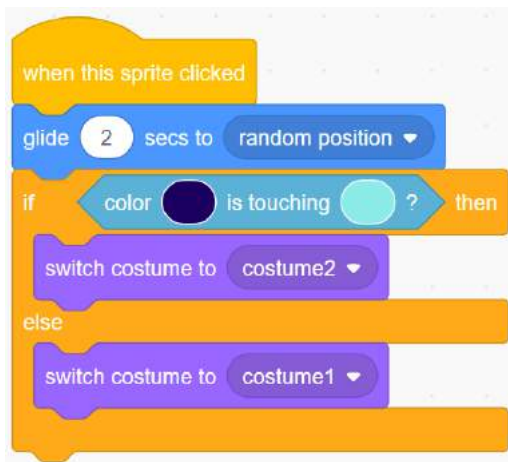 when this sprite clicked
glide 2 secs to random position
if color is touching ? then
switch costume to costume2
else
switch costume to costume1